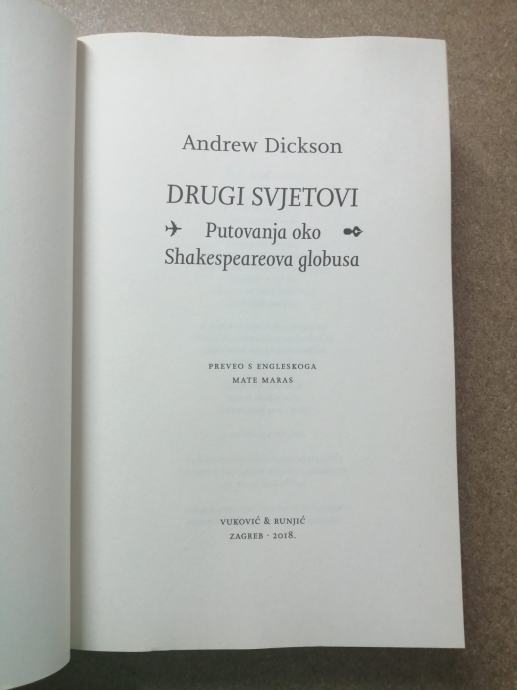 Andrew Dickson
DRUGI SVJETOVI
Putovanja oko
Shakespeareova globusa
PREVEO S ENGLESKOGA
MATE MARAS
VUKOVIĆ & RUNJIĆ
ZAGREB · 2018.